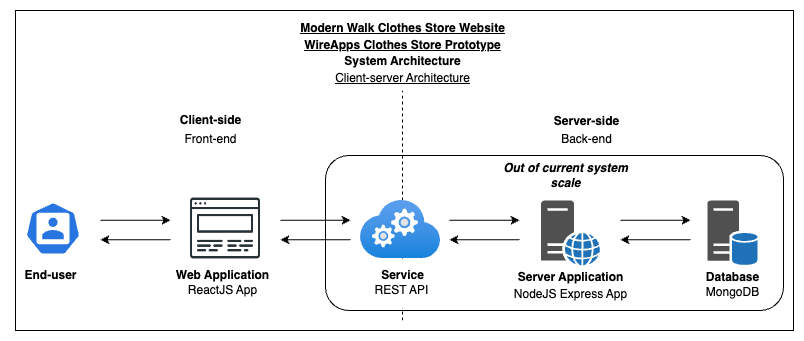 Modern Walk Clothes Store Website
WireApps Clothes Store Prototype
System Architecture
Client-server Architecture
Client-side
Front-end
Server-side
Back-end
Out of current system
scale
End-user
Web Application
ReactJS App
Service
REST API
Server Application
NodeJS Express App
Database
MongoDB